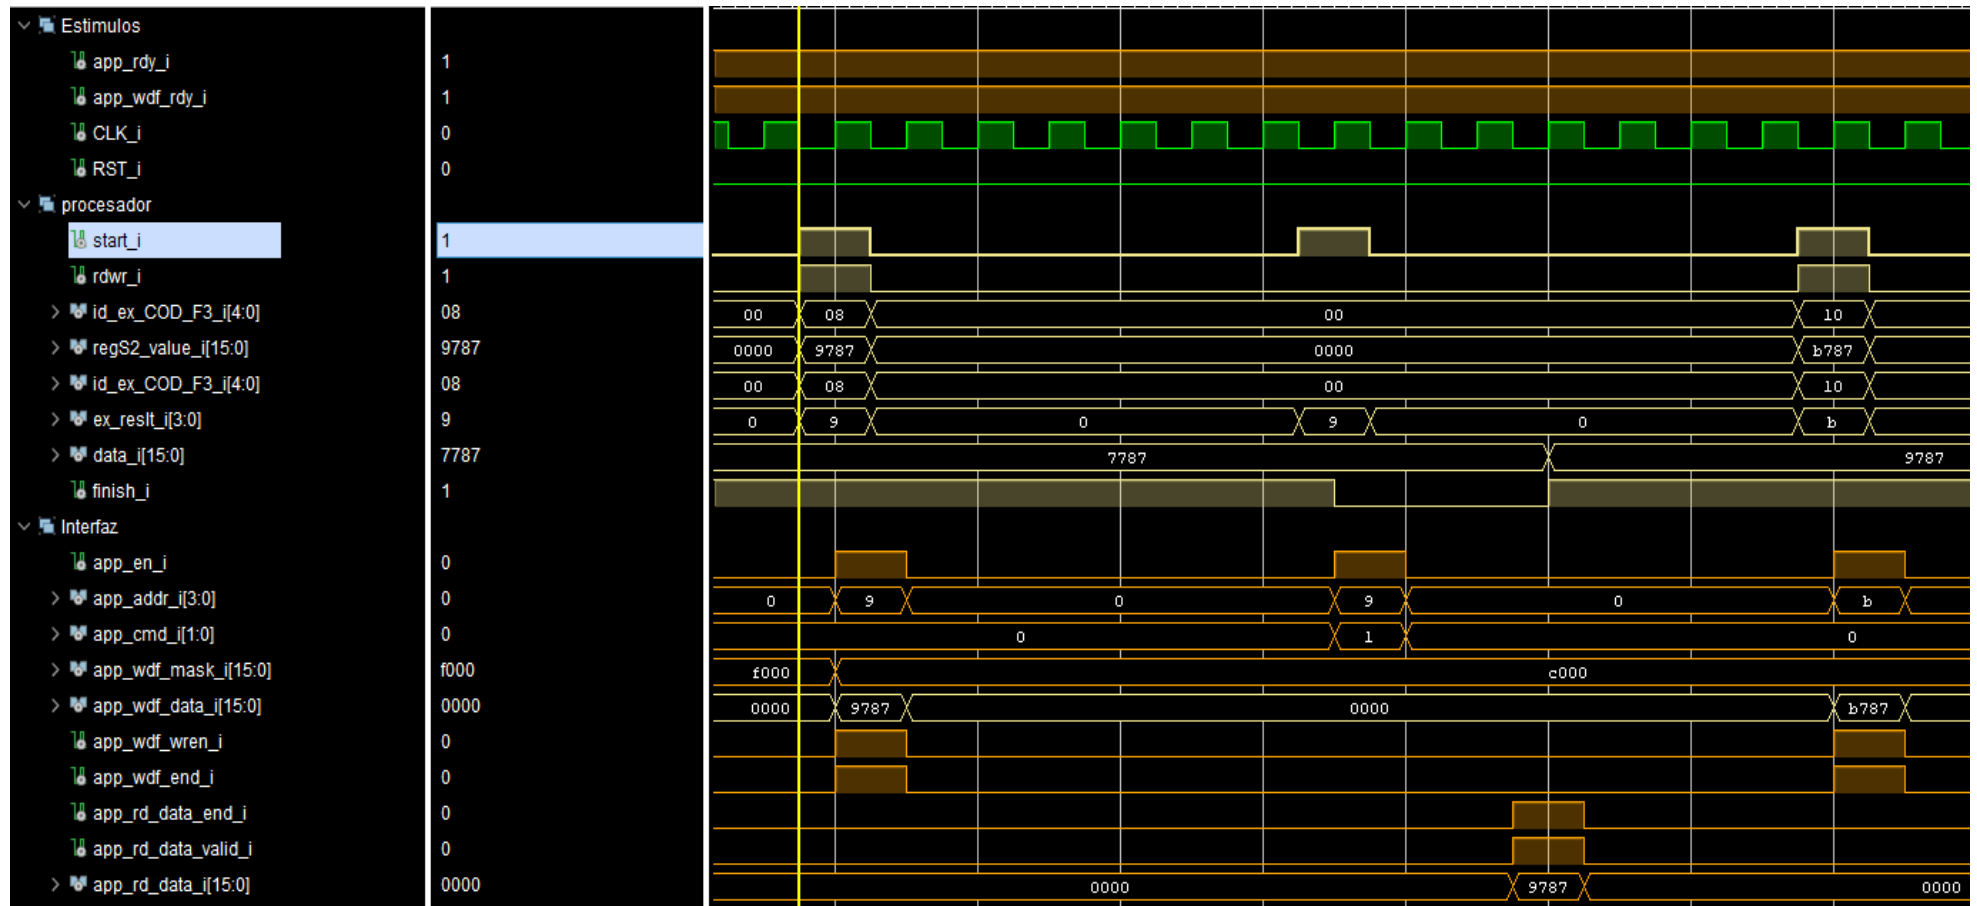 Estimulos
app_rdy_i 1
app_wdf_rdy_i 1
CLK_i 0
RST_i 0
procesador
start_i 1
rdwr_i 1
id_ex_COD_F3_i[4:0] 08 00 08 00 10
regS2_value_i[15:0] 9787 0000 9787 0000 b787
id_ex_COD_F3_i[4:0] 08 00 08 00 10
ex_reslt_i[3:0] 9 0 9 0 9 0 b
data_i[15:0] 7787 7787 9787
finish_i 1
Interfaz
app_en_i 0
app_addr_i[3:0] 0 0 9 0 9 0 b
app_cmd_i[1:0] 0 0 1 0
app_wdf_mask_i[15:0] f000 f000 c000
app_wdf_data_i[15:0] 0000 0000 9787 0000 b787
app_wdf_wren_i 0
app_wdf_end_i 0
app_rd_data_end_i 0
app_rd_data_valid_i 0
app_rd_data_i[15:0] 0000 0000 9787 0000